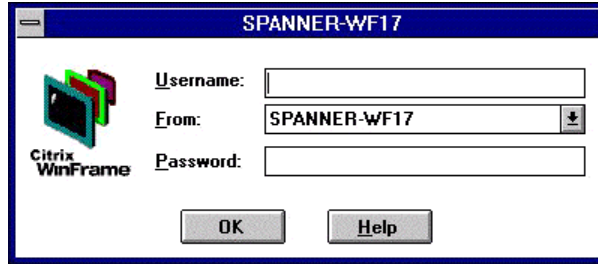 SPANNER-WF17
Username:
From: SPANNER-WF17
Password:
Citrix
WinFrame
OK Help